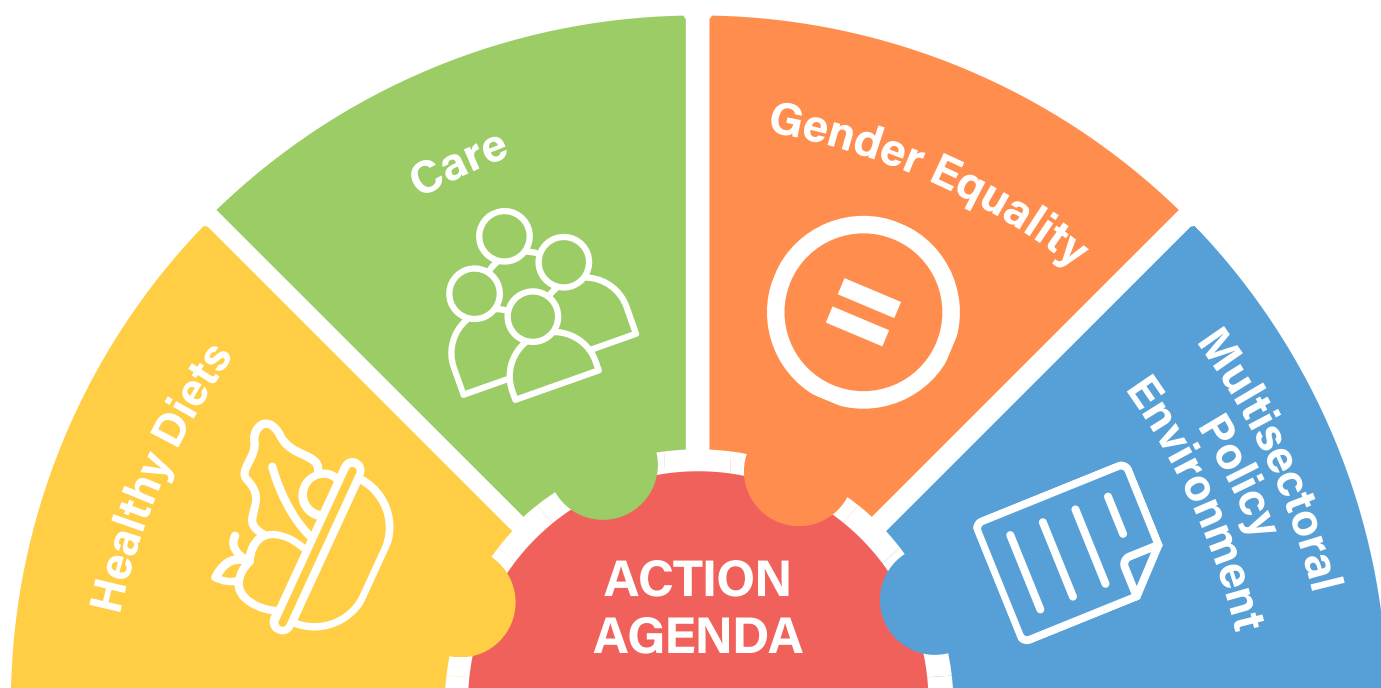 Healthy Diets
Care
Gender Equality
Multisectoral
Policy
Environment
ACTION
AGENDA